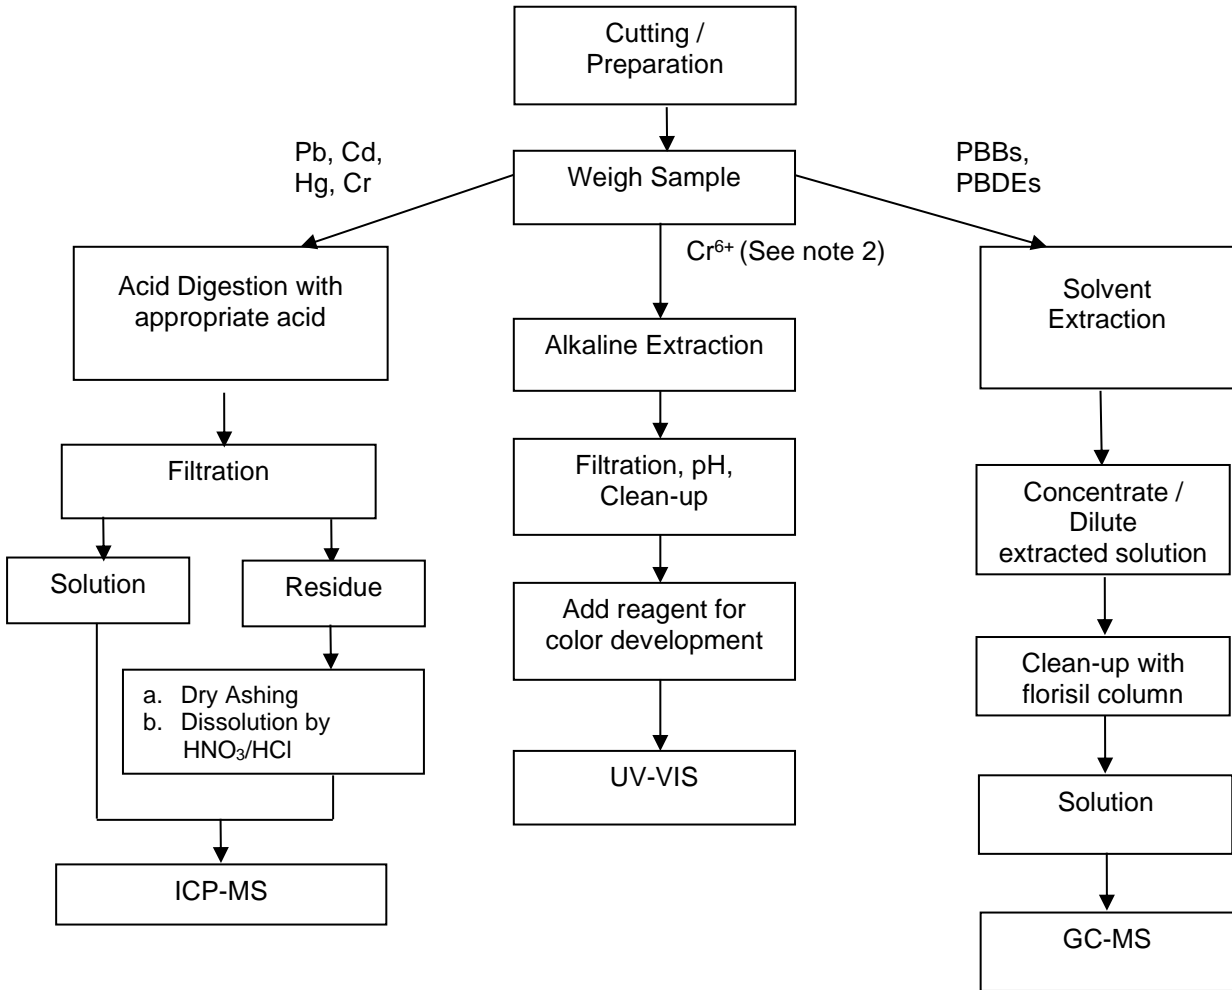 Cutting /
Preparation
Pb, Cd,
Hg, Cr
Weigh Sample
PBBs,
PBDEs
Cr⁶⁺ (See note 2)
Acid Digestion with
appropriate acid
Filtration
Solution
Residue
a. Dry Ashing
b. Dissolution by
HNO₃/HCl
ICP-MS
Alkaline Extraction
Filtration, pH,
Clean-up
Add reagent for
color development
UV-VIS
Solvent
Extraction
Concentrate /
Dilute
extracted solution
Clean-up with
florisil column
Solution
GC-MS